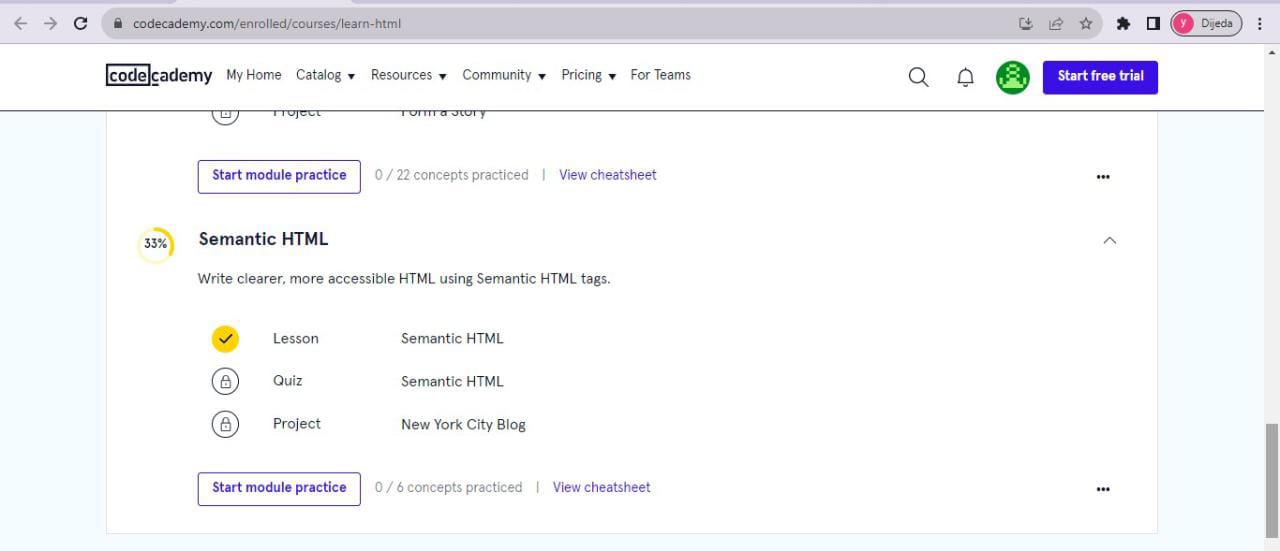 codecademy.com/enrolled/courses/learn-html
y Dijeda
codecademy My Home Catalog Resources Community Pricing For Teams Start free trial
Project Form a Story
Start module practice 0 / 22 concepts practiced | View cheatsheet •••
33% Semantic HTML
Write clearer, more accessible HTML using Semantic HTML tags.
Lesson Semantic HTML
Quiz Semantic HTML
Project New York City Blog
Start module practice 0 / 6 concepts practiced | View cheatsheet •••